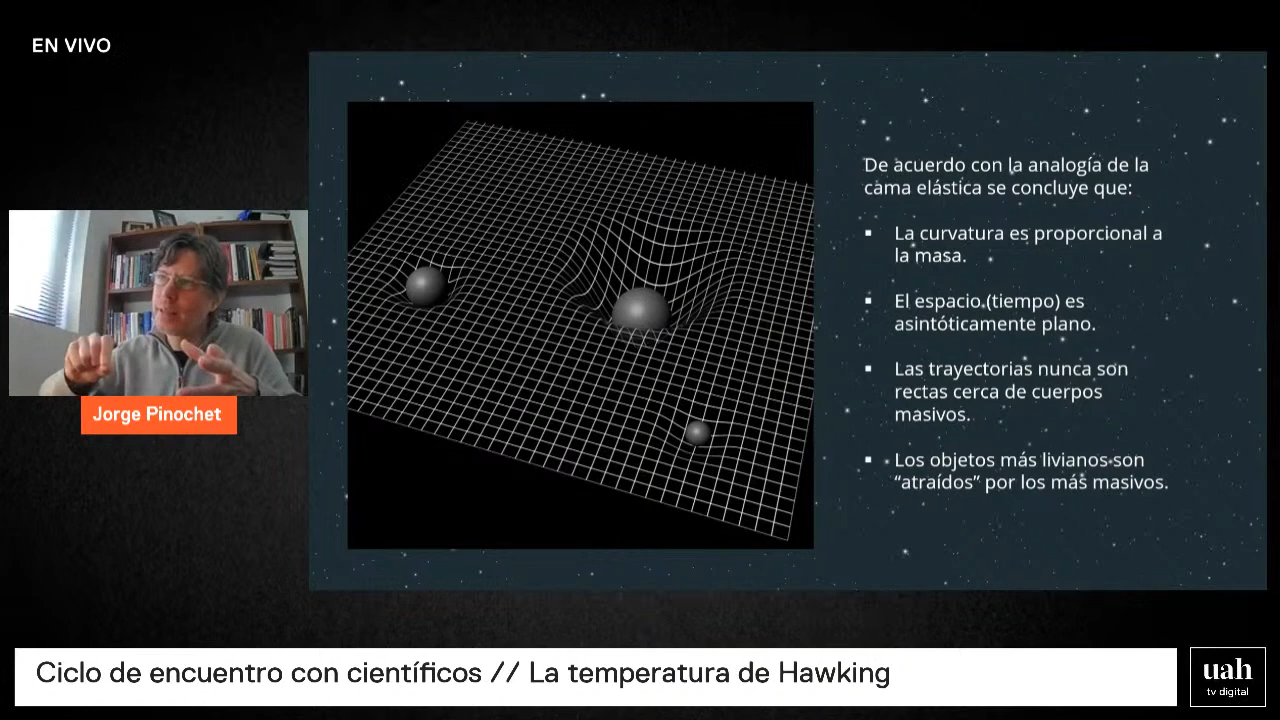 EN VIVO
De acuerdo con la analogía de la
cama elástica se concluye que:
▪ La curvatura es proporcional a
la masa.
▪ El espacio (tiempo) es
asintóticamente plano.
▪ Las trayectorias nunca son
rectas cerca de cuerpos
masivos.
▪ Los objetos más livianos son
“atraídos” por los más masivos.
Jorge Pinochet
Ciclo de encuentro con científicos // La temperatura de Hawking
uah
tv digital